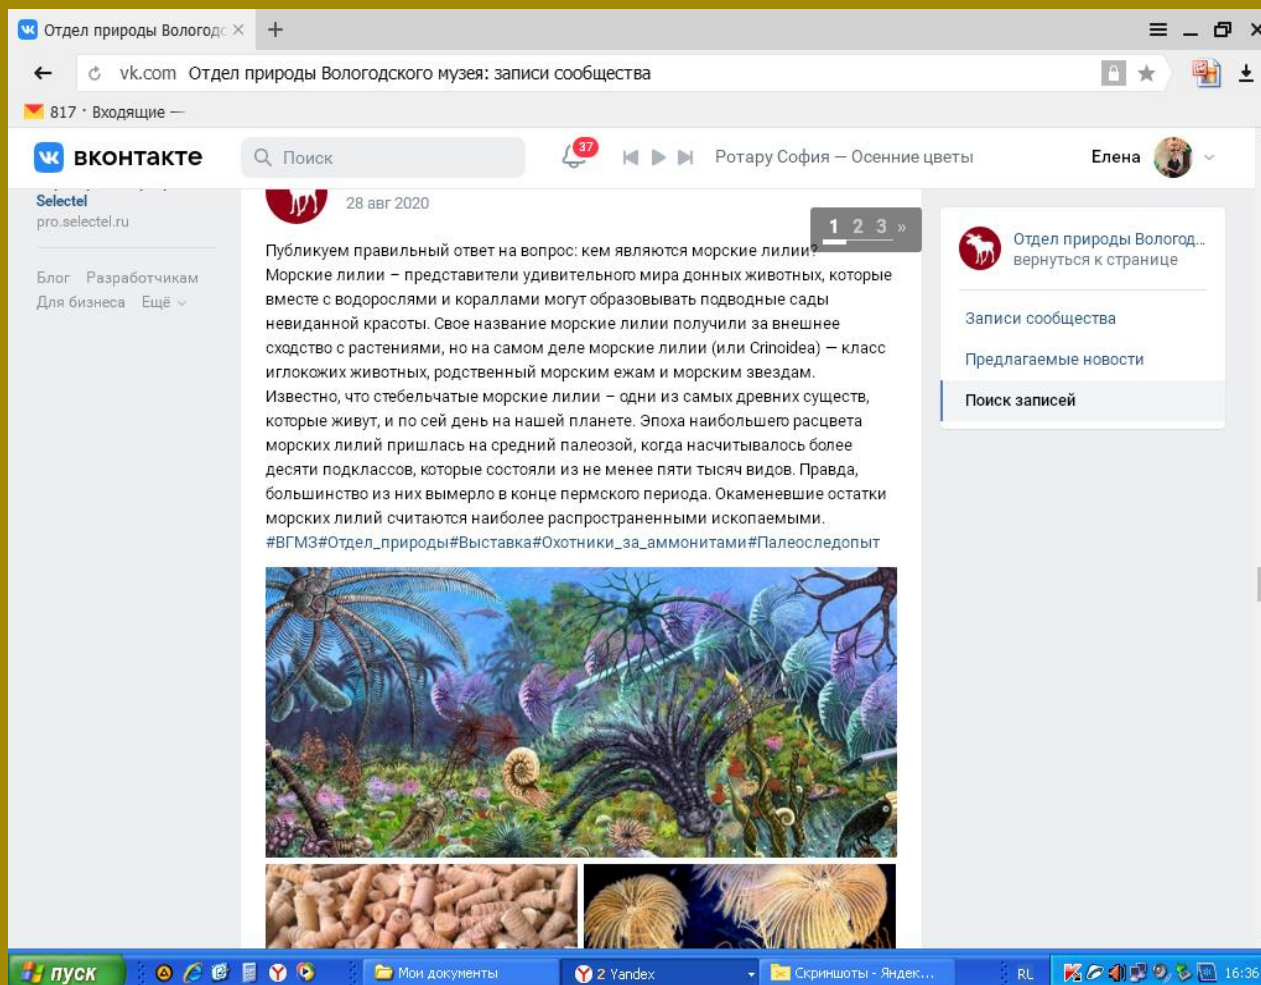 Отдел природы Вологодс
vk.com Отдел природы Вологодского музея: записи сообщества
817 · Входящие —
вконтакте
Поиск
37
Ротару София — Осенние цветы
Елена
Selectel
pro.selectel.ru
Блог Разработчикам
Для бизнеса Ещё
28 авг 2020
1 2 3 »
Публикуем правильный ответ на вопрос: кем являются морские лилии?
Морские лилии – представители удивительного мира донных животных, которые
вместе с водорослями и кораллами могут образовывать подводные сады
невиданной красоты. Свое название морские лилии получили за внешнее
сходство с растениями, но на самом деле морские лилии (или Crinoidea) — класс
иглокожих животных, родственный морским ежам и морским звездам.
Известно, что стебельчатые морские лилии – одни из самых древних существ,
которые живут, и по сей день на нашей планете. Эпоха наибольшего расцвета
морских лилий пришлась на средний палеозой, когда насчитывалось более
десяти подклассов, которые состояли из не менее пяти тысяч видов. Правда,
большинство из них вымерло в конце пермского периода. Окаменевшие остатки
морских лилий считаются наиболее распространенными ископаемыми.
#ВГМЗ#Отдел_природы#Выставка#Охотники_за_аммонитами#Палеоследопыт
Отдел природы Вологод...
вернуться к странице
Записи сообщества
Предлагаемые новости
Поиск записей
пуск
Мои документы
2 Yandex
Скриншоты - Яндек...
RL
16:36